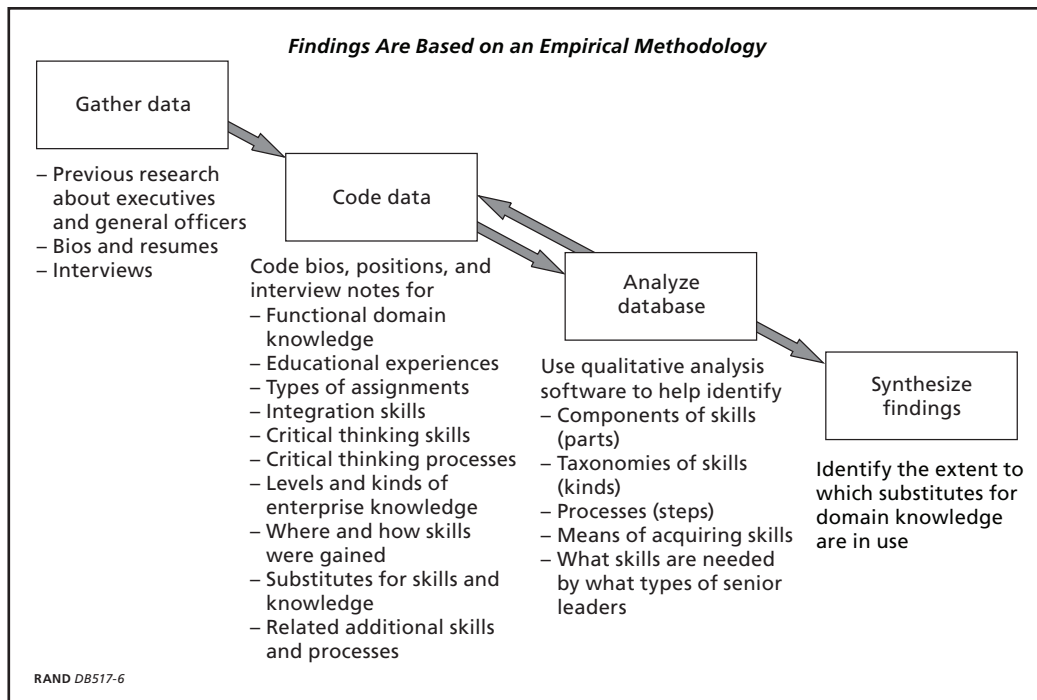 Findings Are Based on an Empirical Methodology
Gather data
– Previous research
about executives
and general officers
– Bios and resumes
– Interviews
Code data
Code bios, positions, and
interview notes for
– Functional domain
knowledge
– Educational experiences
– Types of assignments
– Integration skills
– Critical thinking skills
– Critical thinking processes
– Levels and kinds of
enterprise knowledge
– Where and how skills
were gained
– Substitutes for skills and
knowledge
– Related additional skills
and processes
Analyze
database
Use qualitative analysis
software to help identify
– Components of skills
(parts)
– Taxonomies of skills
(kinds)
– Processes (steps)
– Means of acquiring skills
– What skills are needed
by what types of senior
leaders
Synthesize
findings
Identify the extent to
which substitutes for
domain knowledge
are in use
RAND DB517-6